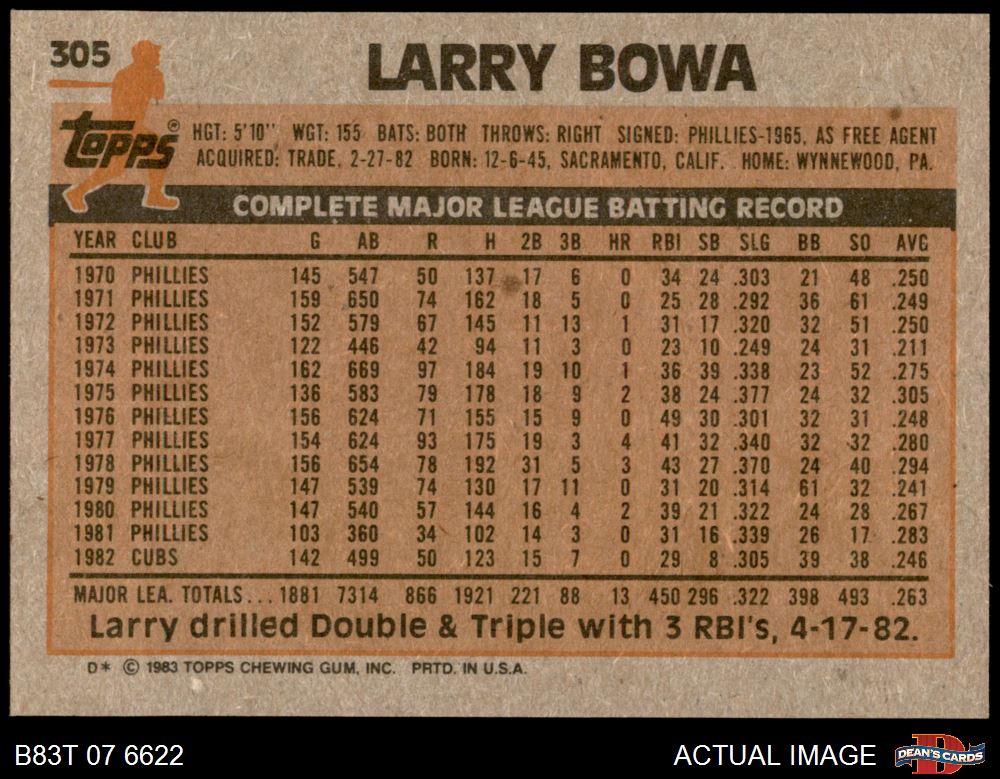 305
LARRY BOWA
topps®
HGT: 5'10" WGT: 155 BATS: BOTH THROWS: RIGHT SIGNED: PHILLIES-1965, AS FREE AGENT
ACQUIRED: TRADE, 2-27-82 BORN: 12-6-45, SACRAMENTO, CALIF. HOME: WYNNEWOOD, PA.
COMPLETE MAJOR LEAGUE BATTING RECORD
YEAR CLUB G AB R H 2B 3B HR RBI SB SLG BB SO AVG
1970 PHILLIES 145 547 50 137 17 6 0 34 24 .303 21 48 .250
1971 PHILLIES 159 650 74 162 18 5 0 25 28 .292 36 61 .249
1972 PHILLIES 152 579 67 145 11 13 1 31 17 .320 32 51 .250
1973 PHILLIES 122 446 42 94 11 3 0 23 10 .249 24 31 .211
1974 PHILLIES 162 669 97 184 19 10 1 36 39 .338 23 52 .275
1975 PHILLIES 136 583 79 178 18 9 2 38 24 .377 24 32 .305
1976 PHILLIES 156 624 71 155 15 9 0 49 30 .301 32 31 .248
1977 PHILLIES 154 624 93 175 19 3 4 41 32 .340 32 32 .280
1978 PHILLIES 156 654 78 192 31 5 3 43 27 .370 24 40 .294
1979 PHILLIES 147 539 74 130 17 11 0 31 20 .314 61 32 .241
1980 PHILLIES 147 540 57 144 16 4 2 39 21 .322 24 28 .267
1981 PHILLIES 103 360 34 102 14 3 0 31 16 .339 26 17 .283
1982 CUBS 142 499 50 123 15 7 0 29 8 .305 39 38 .246
MAJOR LEA. TOTALS... 1881 7314 866 1921 221 88 13 450 296 .322 398 493 .263
Larry drilled Double & Triple with 3 RBI's, 4-17-82.
D* © 1983 TOPPS CHEWING GUM, INC. PRTD. IN U.S.A.
B83T 07 6622
ACTUAL IMAGE
DEAN'S CARDS